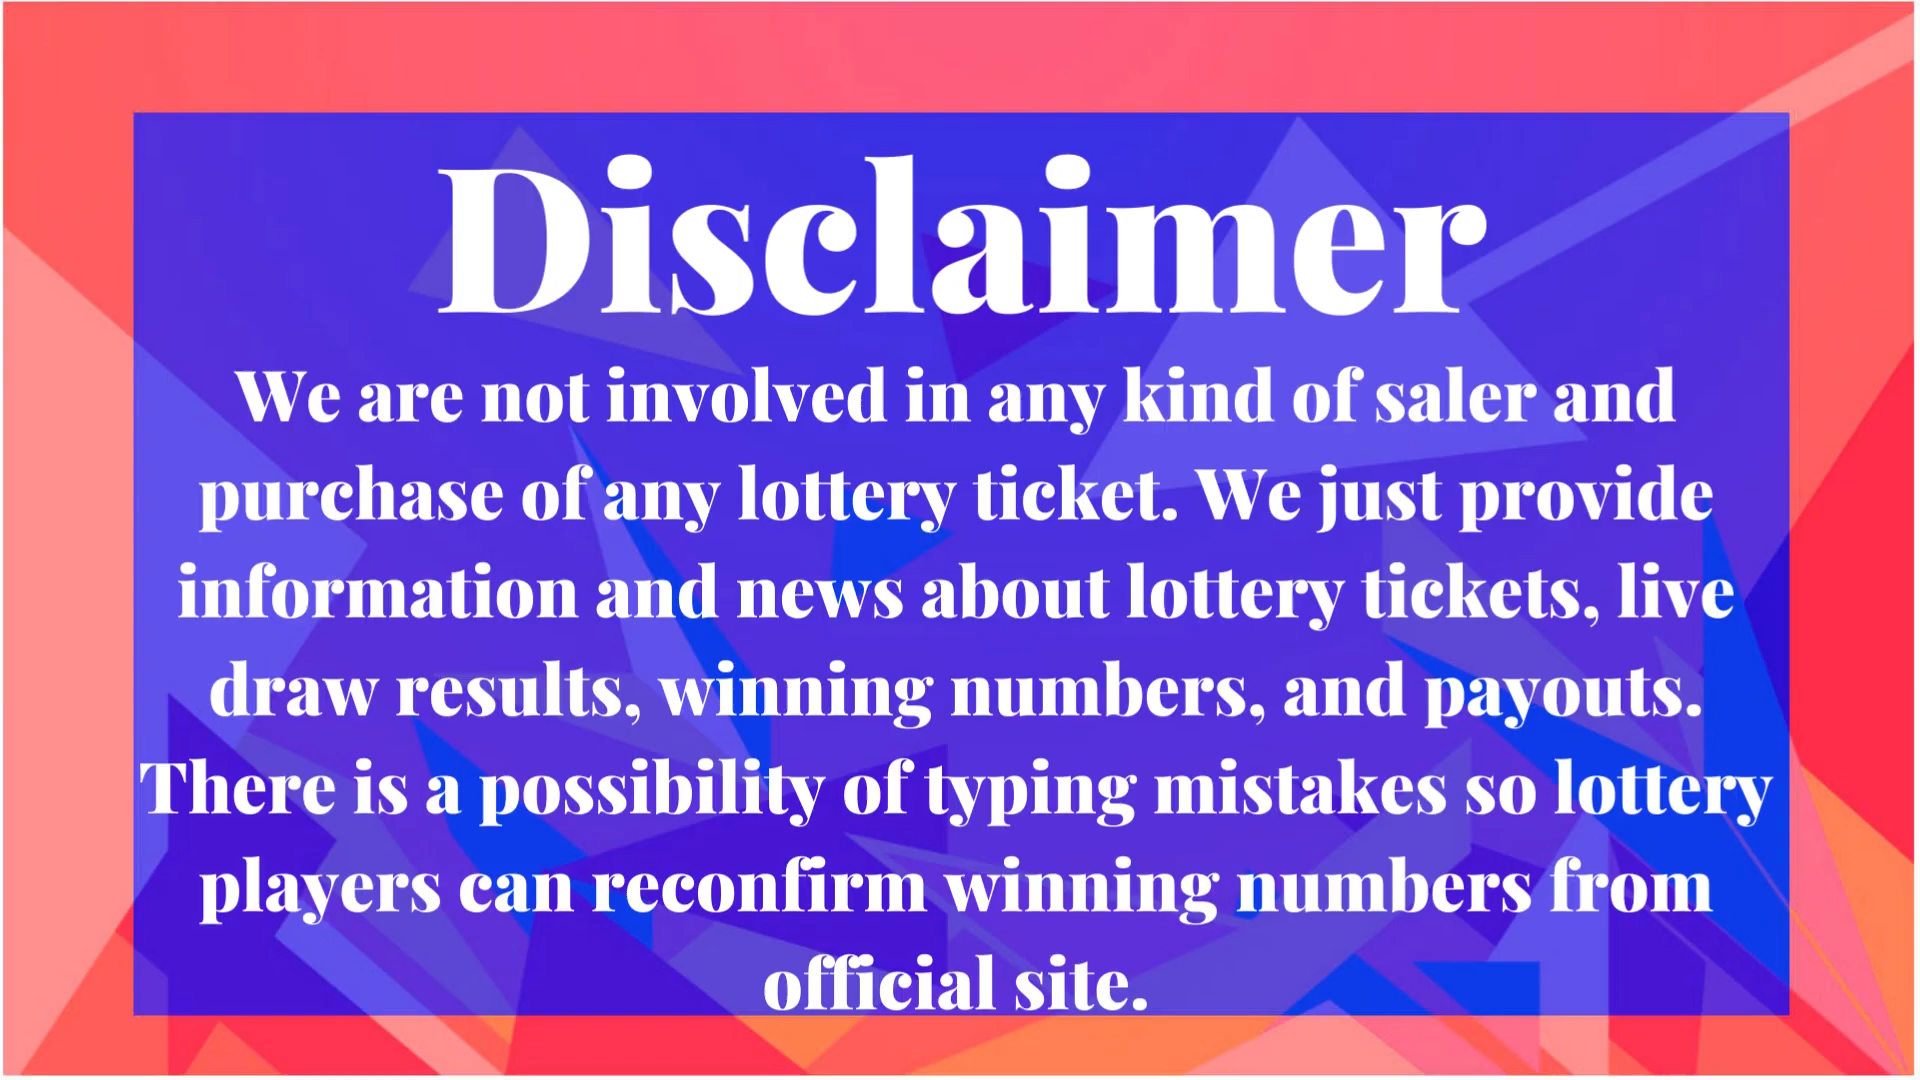 Disclaimer
We are not involved in any kind of saler and
purchase of any lottery ticket. We just provide
information and news about lottery tickets, live
draw results, winning numbers, and payouts.
There is a possibility of typing mistakes so lottery
players can reconfirm winning numbers from
official site.